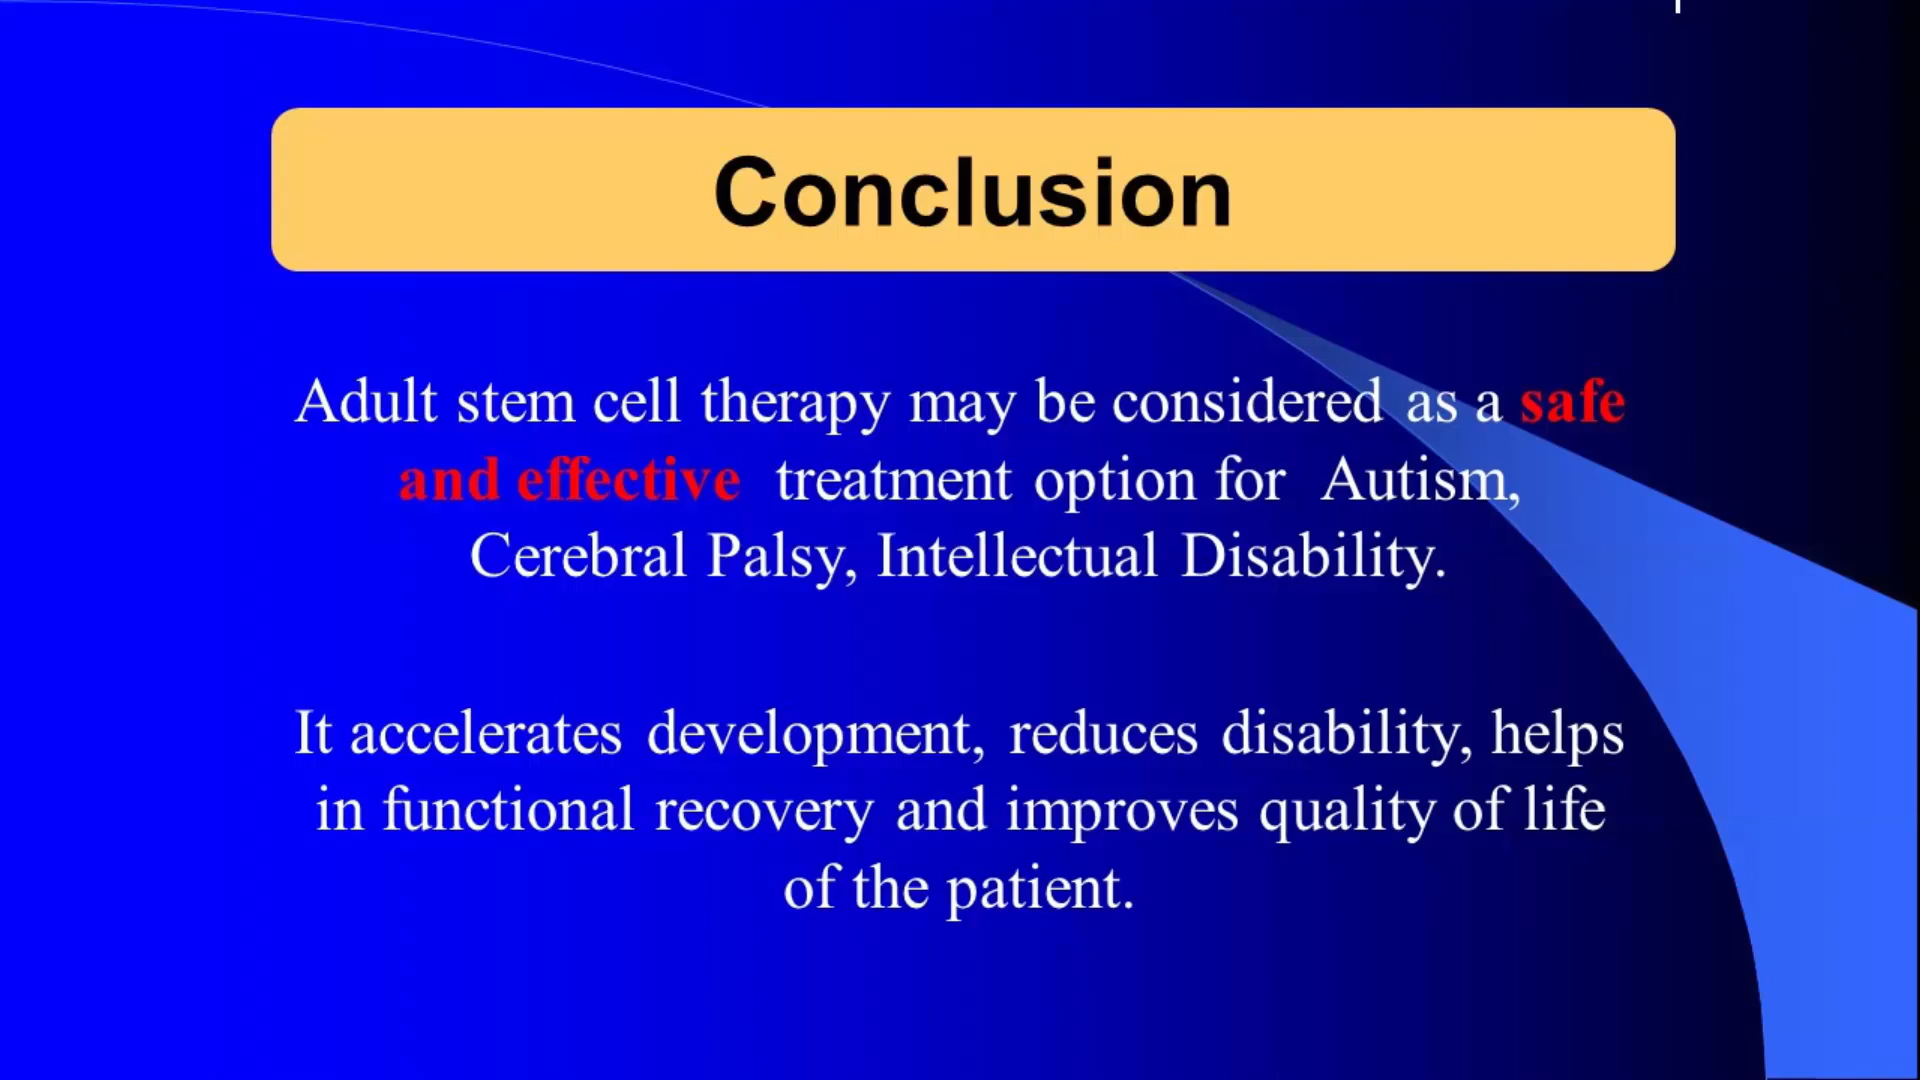 Conclusion
Adult stem cell therapy may be considered as a safe
and effective treatment option for Autism,
Cerebral Palsy, Intellectual Disability.
It accelerates development, reduces disability, helps
in functional recovery and improves quality of life
of the patient.